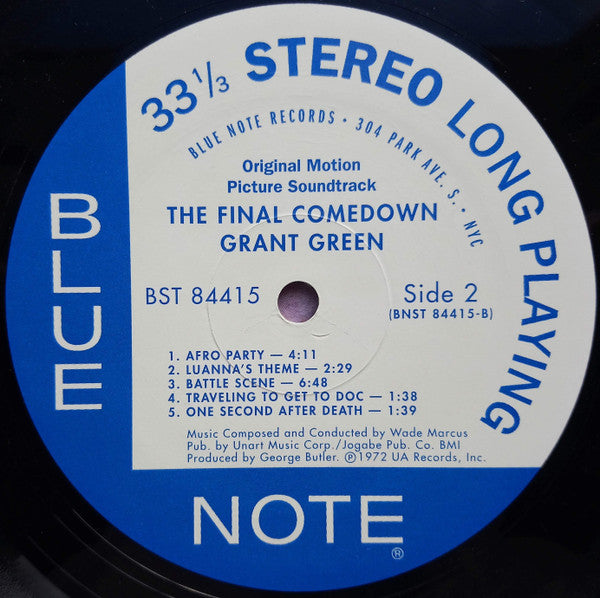 33 1/3 STEREO LONG PLAYING
BLUE NOTE RECORDS • 304 PARK AVE. S. • NYC
Original Motion
Picture Soundtrack
THE FINAL COMEDOWN
GRANT GREEN
BST 84415
Side 2
(BNST 84415-B)
1. AFRO PARTY — 4:11
2. LUANNA'S THEME — 2:29
3. BATTLE SCENE — 6:48
4. TRAVELING TO GET TO DOC — 1:38
5. ONE SECOND AFTER DEATH — 1:39
Music Composed and Conducted by Wade Marcus
Pub. by Unart Music Corp./Jogabe Pub. Co. BMI
Produced by George Butler. ℗1972 UA Records, Inc.
BLUE
NOTE®